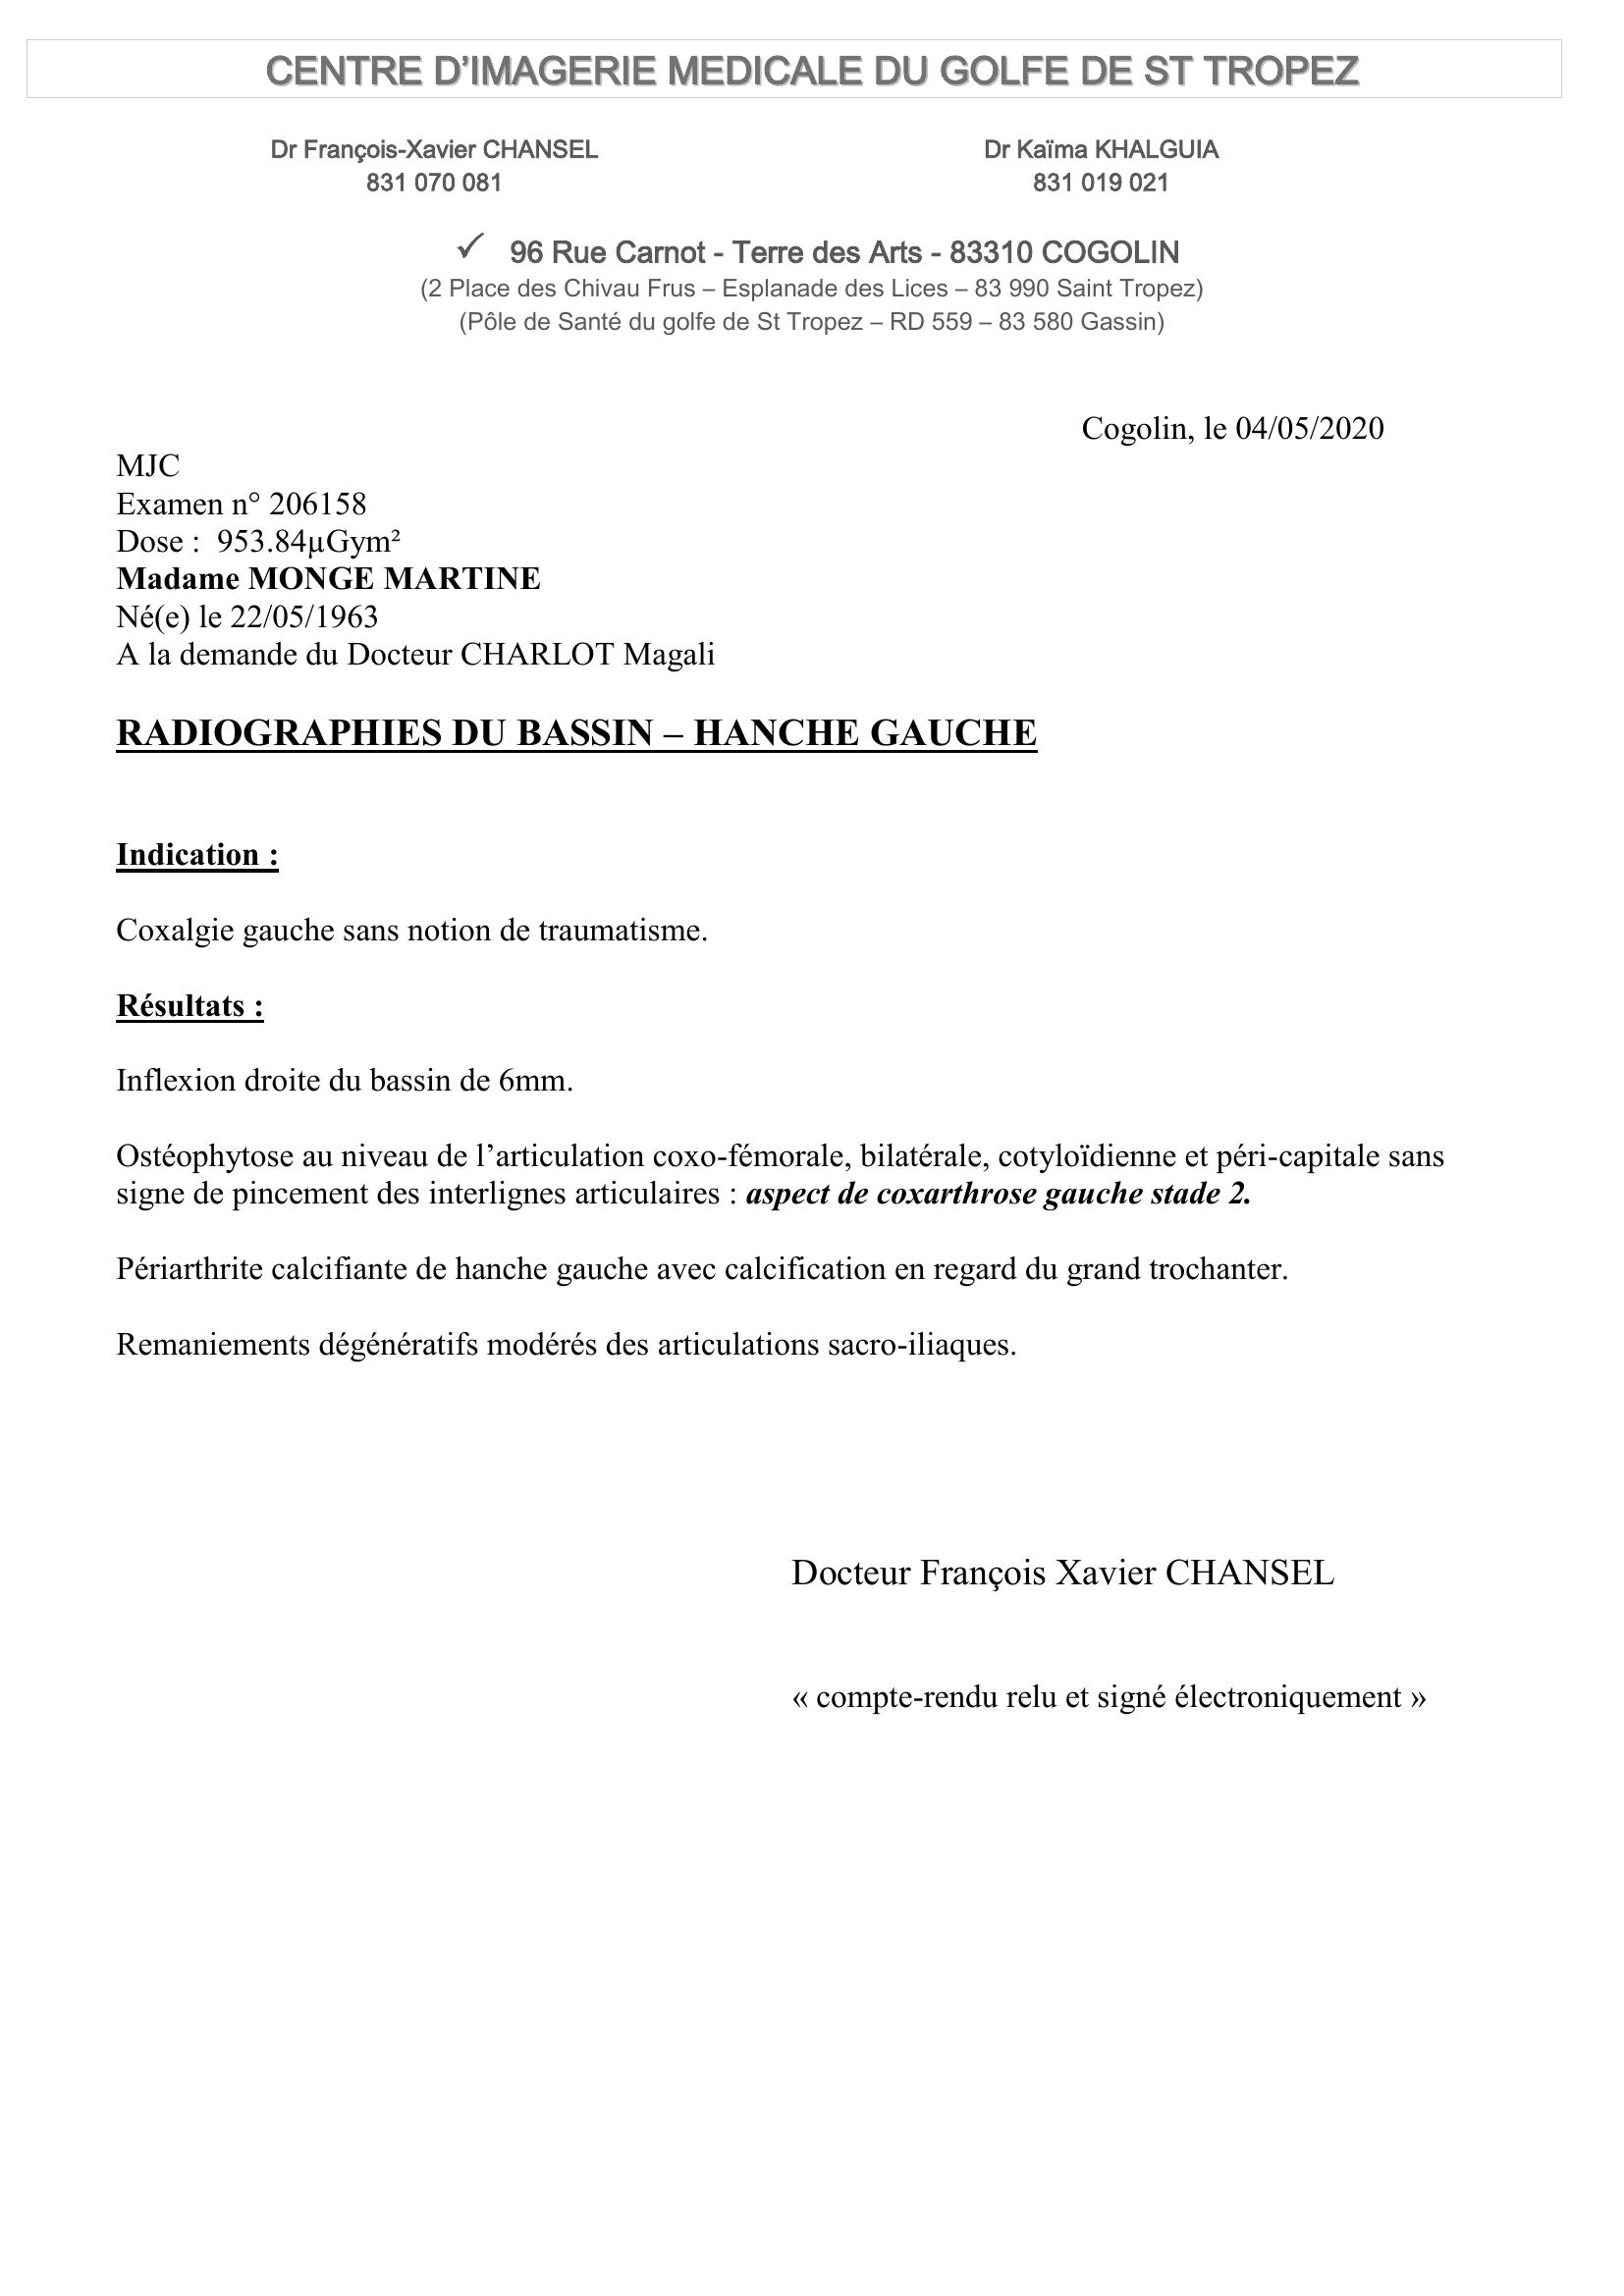 CENTRE D’IMAGERIE MEDICALE DU GOLFE DE ST TROPEZ
Dr François-Xavier CHANSEL
831 070 081
Dr Kaïma KHALGUIA
831 019 021
✓ 96 Rue Carnot - Terre des Arts - 83310 COGOLIN
(2 Place des Chivau Frus – Esplanade des Lices – 83 990 Saint Tropez)
(Pôle de Santé du golfe de St Tropez – RD 559 – 83 580 Gassin)
Cogolin, le 04/05/2020
MJC
Examen n° 206158
Dose :  953.84µGym²
Madame MONGE MARTINE
Né(e) le 22/05/1963
A la demande du Docteur CHARLOT Magali
RADIOGRAPHIES DU BASSIN – HANCHE GAUCHE
Indication :
Coxalgie gauche sans notion de traumatisme.
Résultats :
Inflexion droite du bassin de 6mm.
Ostéophytose au niveau de l’articulation coxo-fémorale, bilatérale, cotyloïdienne et péri-capitale sans
signe de pincement des interlignes articulaires : aspect de coxarthrose gauche stade 2.
Périarthrite calcifiante de hanche gauche avec calcification en regard du grand trochanter.
Remaniements dégénératifs modérés des articulations sacro-iliaques.
Docteur François Xavier CHANSEL
« compte-rendu relu et signé électroniquement »